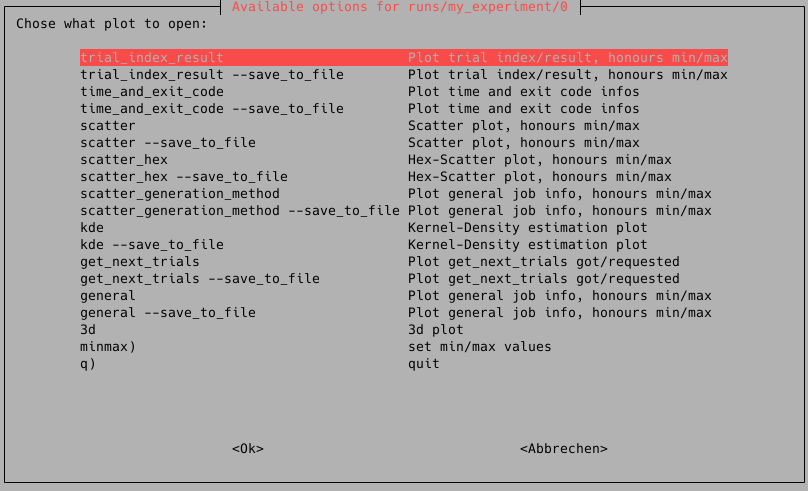 Available options for runs/my_experiment/0
Chose what plot to open:
trial_index_result Plot trial index/result, honours min/max
trial_index_result --save_to_file Plot trial index/result, honours min/max
time_and_exit_code Plot time and exit code infos
time_and_exit_code --save_to_file Plot time and exit code infos
scatter Scatter plot, honours min/max
scatter --save_to_file Scatter plot, honours min/max
scatter_hex Hex-Scatter plot, honours min/max
scatter_hex --save_to_file Hex-Scatter plot, honours min/max
scatter_generation_method Plot general job info, honours min/max
scatter_generation_method --save_to_file Plot general job info, honours min/max
kde Kernel-Density estimation plot
kde --save_to_file Kernel-Density estimation plot
get_next_trials Plot get_next_trials got/requested
get_next_trials --save_to_file Plot get_next_trials got/requested
general Plot general job info, honours min/max
general --save_to_file Plot general job info, honours min/max
3d 3d plot
minmax) set min/max values
q) quit
<Ok> <Abbrechen>